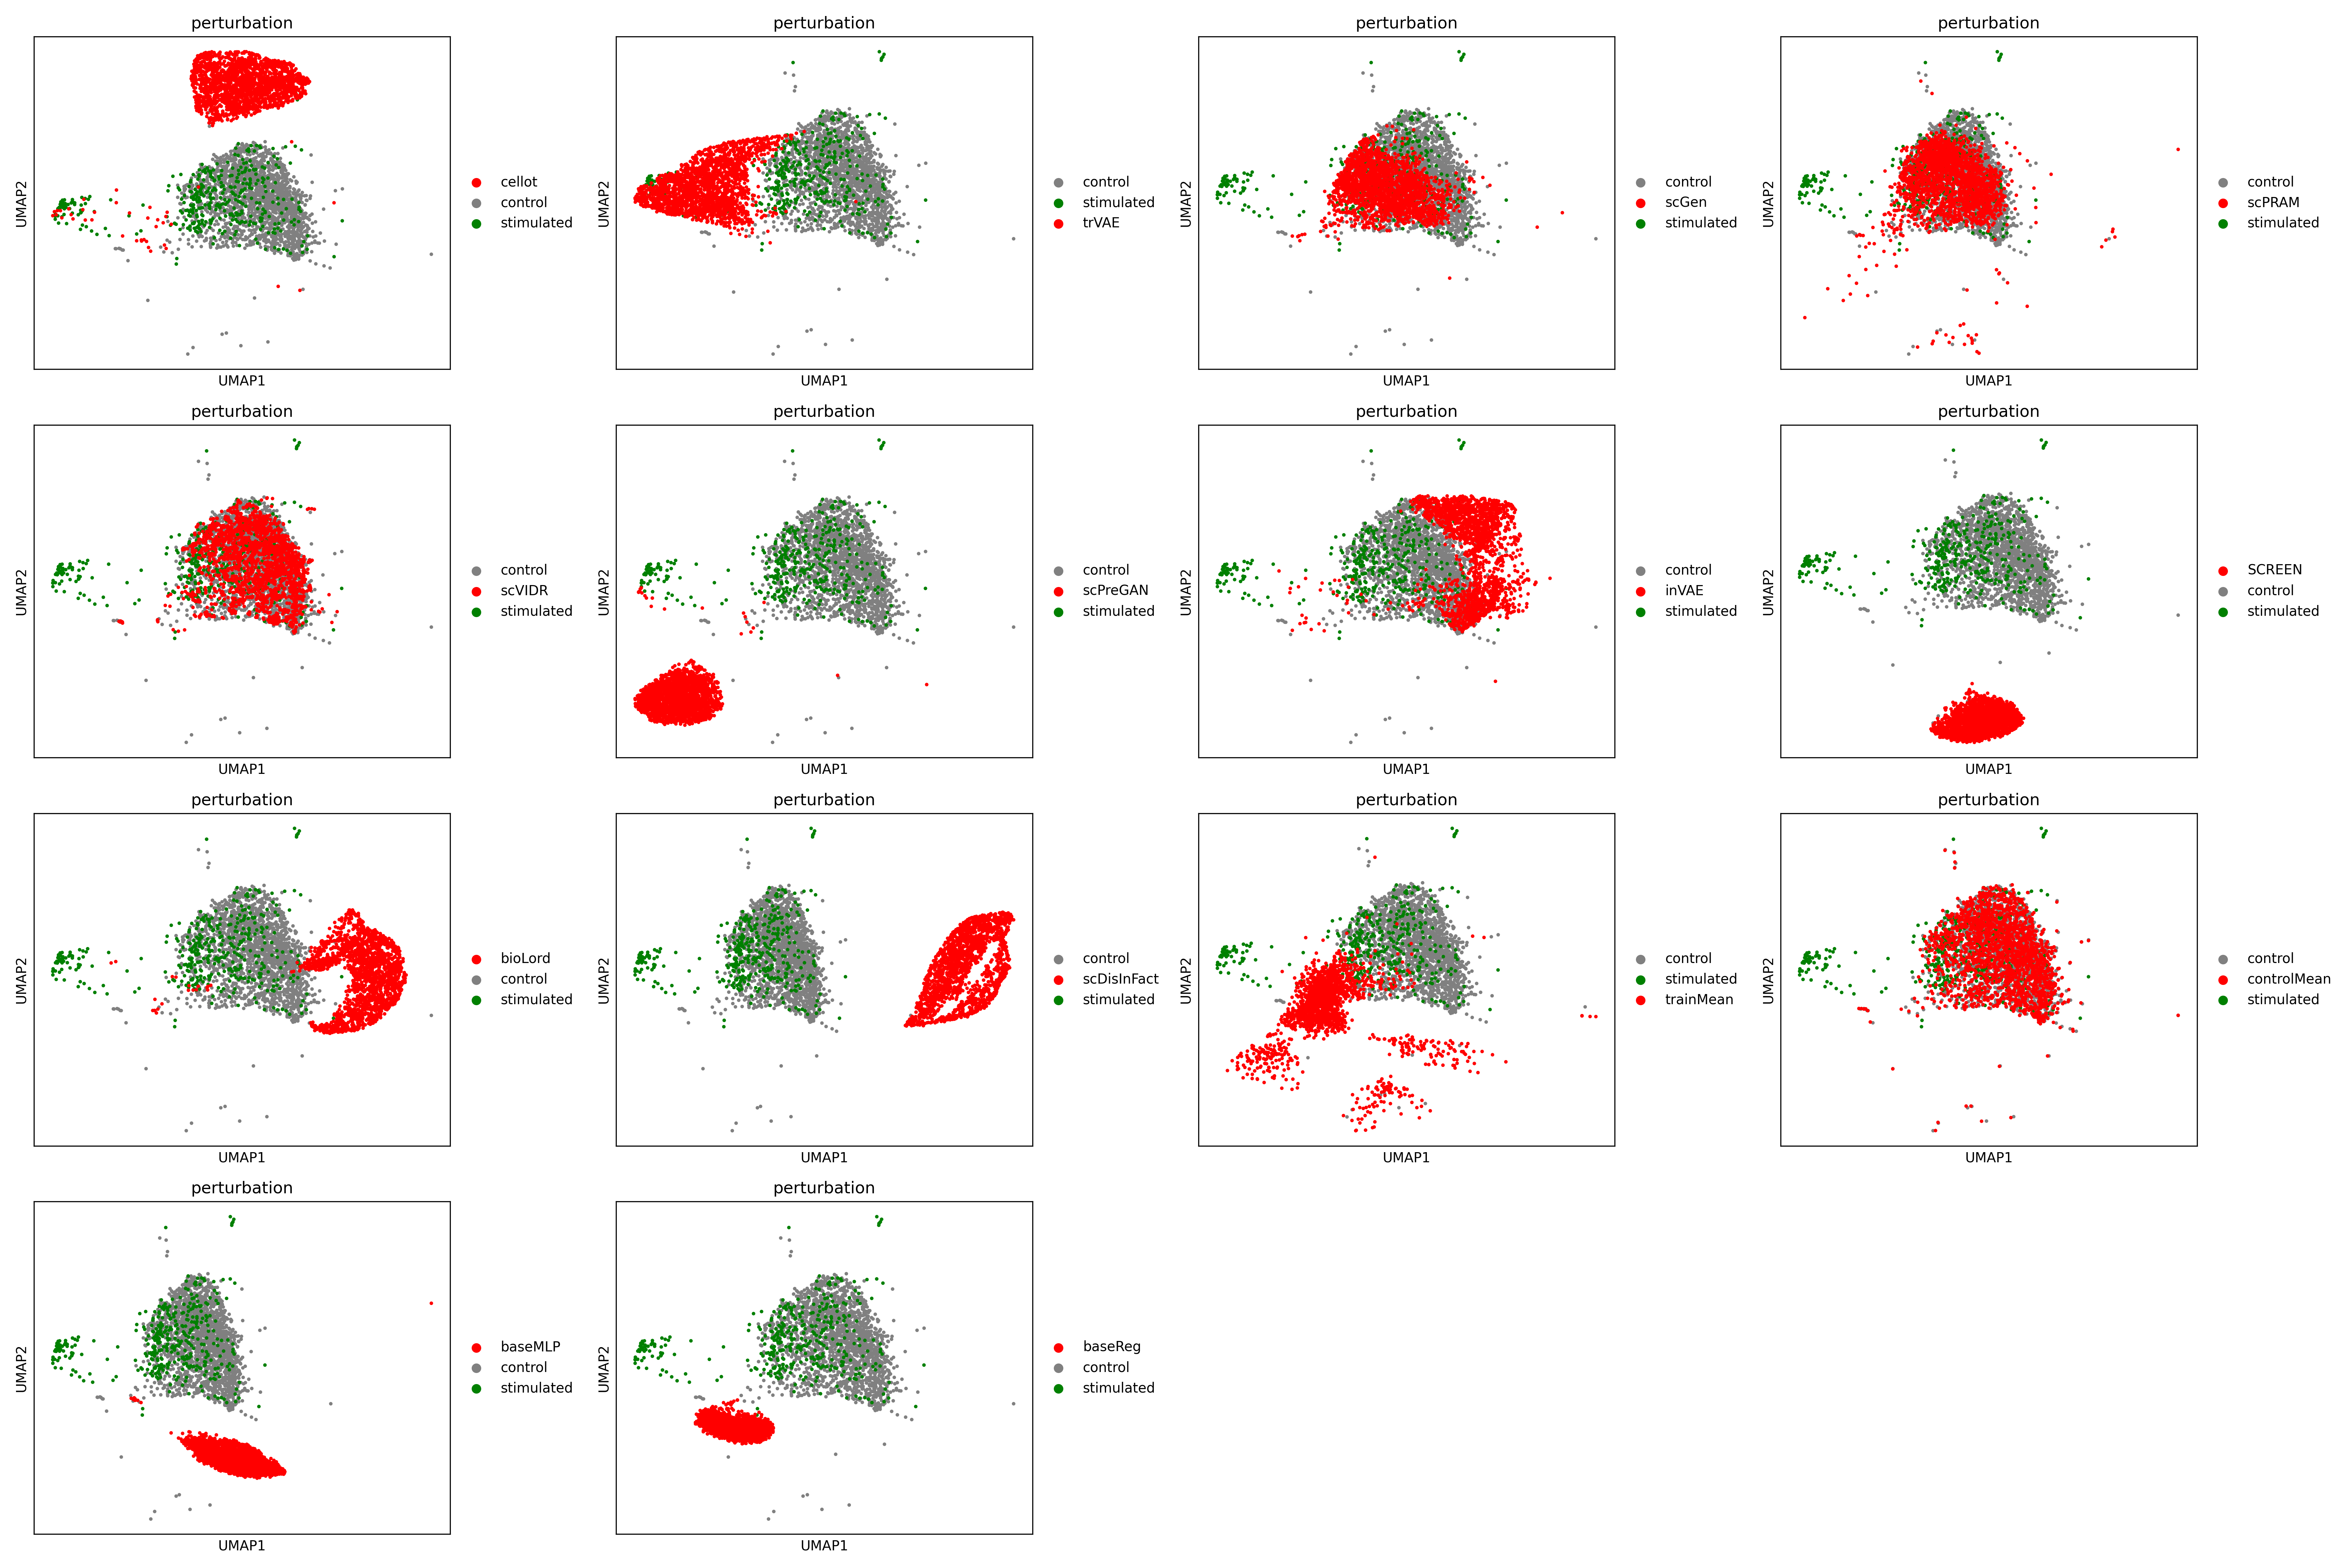 perturbation
UMAP2
UMAP1
cellot
control
stimulated
perturbation
UMAP2
UMAP1
control
stimulated
trVAE
perturbation
UMAP2
UMAP1
control
scGen
stimulated
perturbation
UMAP2
UMAP1
control
scPRAM
stimulated
perturbation
UMAP2
UMAP1
control
scVIDR
stimulated
perturbation
UMAP2
UMAP1
control
scPreGAN
stimulated
perturbation
UMAP2
UMAP1
control
inVAE
stimulated
perturbation
UMAP2
UMAP1
SCREEN
control
stimulated
perturbation
UMAP2
UMAP1
bioLord
control
stimulated
perturbation
UMAP2
UMAP1
control
scDisInFact
stimulated
perturbation
UMAP2
UMAP1
control
stimulated
trainMean
perturbation
UMAP2
UMAP1
control
controlMean
stimulated
perturbation
UMAP2
UMAP1
baseMLP
control
stimulated
perturbation
UMAP2
UMAP1
baseReg
control
stimulated